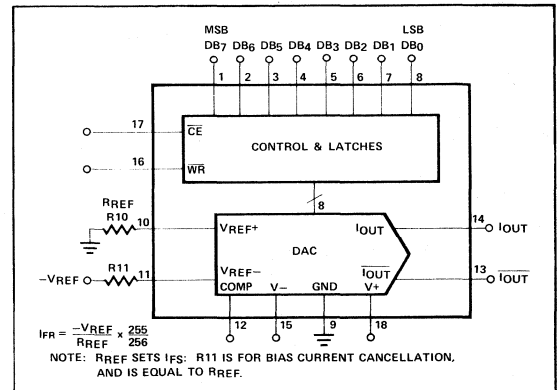 MSB LSB
DB7 DB6 DB5 DB4 DB3 DB2 DB1 DB0
1 2 3 4 5 6 7 8
17 CE
CONTROL & LATCHES
16 WR
8
RREF
R10 10 VREF+ IOUT 14 IOUT
DAC
-VREF R11 11 VREF- IOUT 13 IOUT
COMP V- GND V+
12 15 9 18
IFR = -VREF/RREF x 255/256
NOTE: RREF SETS IFS: R11 IS FOR BIAS CURRENT CANCELLATION,
AND IS EQUAL TO RREF.